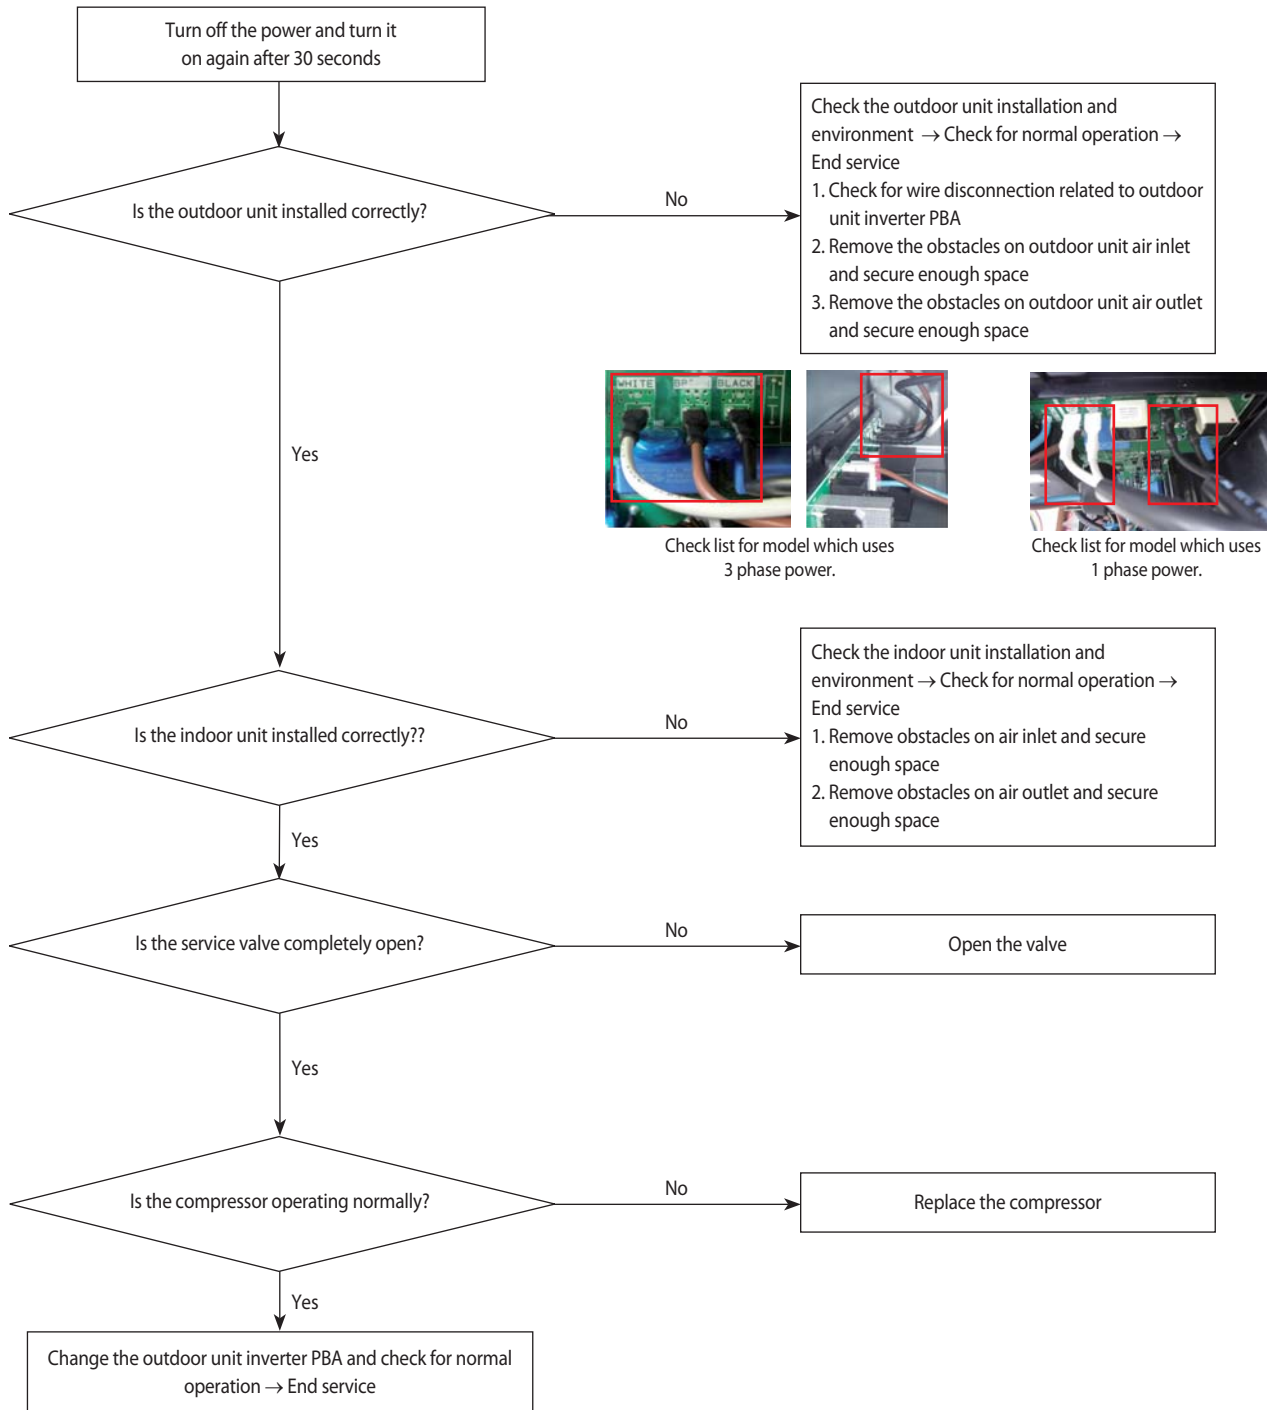 Turn off the power and turn it
on again after 30 seconds
Is the outdoor unit installed correctly?
No
Check the outdoor unit installation and
environment → Check for normal operation →
End service
1. Check for wire disconnection related to outdoor
unit inverter PBA
2. Remove the obstacles on outdoor unit air inlet
and secure enough space
3. Remove the obstacles on outdoor unit air outlet
and secure enough space
WHITE
BLACK
Check list for model which uses
3 phase power.
Check list for model which uses
1 phase power.
Yes
Is the indoor unit installed correctly??
No
Check the indoor unit installation and
environment → Check for normal operation →
End service
1. Remove obstacles on air inlet and secure
enough space
2. Remove obstacles on air outlet and secure
enough space
Yes
Is the service valve completely open?
No
Open the valve
Yes
Is the compressor operating normally?
No
Replace the compressor
Yes
Change the outdoor unit inverter PBA and check for normal
operation → End service